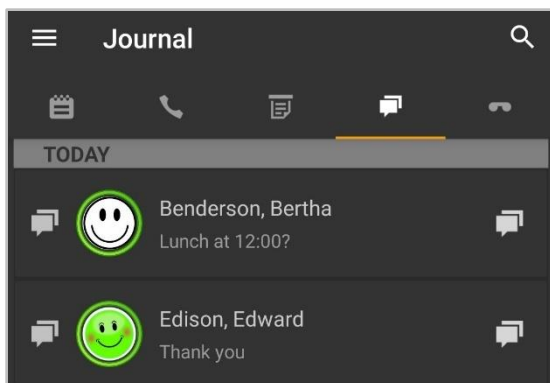 Journal
TODAY
Benderson, Bertha
Lunch at 12:00?
Edison, Edward
Thank you